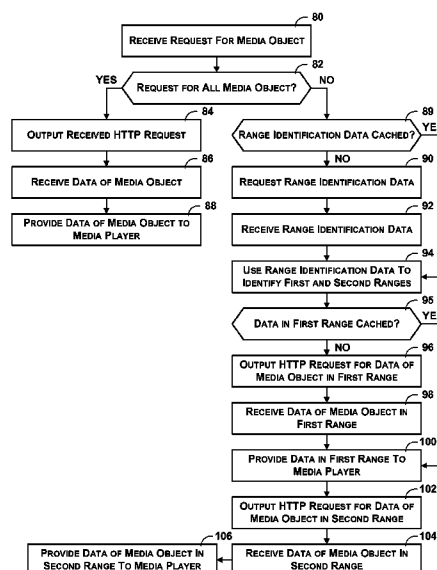 80
RECEIVE REQUEST FOR MEDIA OBJECT
82
REQUEST FOR ALL MEDIA OBJECT?
YES
NO
84
OUTPUT RECEIVED HTTP REQUEST
86
RECEIVE DATA OF MEDIA OBJECT
88
PROVIDE DATA OF MEDIA OBJECT TO
MEDIA PLAYER
89
RANGE IDENTIFICATION DATA CACHED?
YE
NO
90
REQUEST RANGE IDENTIFICATION DATA
92
RECEIVE RANGE IDENTIFICATION DATA
94
USE RANGE IDENTIFICATION DATA TO
IDENTIFY FIRST AND SECOND RANGES
95
DATA IN FIRST RANGE CACHED?
YE
NO
96
OUTPUT HTTP REQUEST FOR DATA OF
MEDIA OBJECT IN FIRST RANGE
98
RECEIVE DATA OF MEDIA OBJECT IN
FIRST RANGE
100
PROVIDE DATA IN FIRST RANGE TO
MEDIA PLAYER
102
OUTPUT HTTP REQUEST FOR DATA OF
MEDIA OBJECT IN SECOND RANGE
104
RECEIVE DATA OF MEDIA OBJECT IN
SECOND RANGE
106
PROVIDE DATA OF MEDIA OBJECT IN
SECOND RANGE TO MEDIA PLAYER